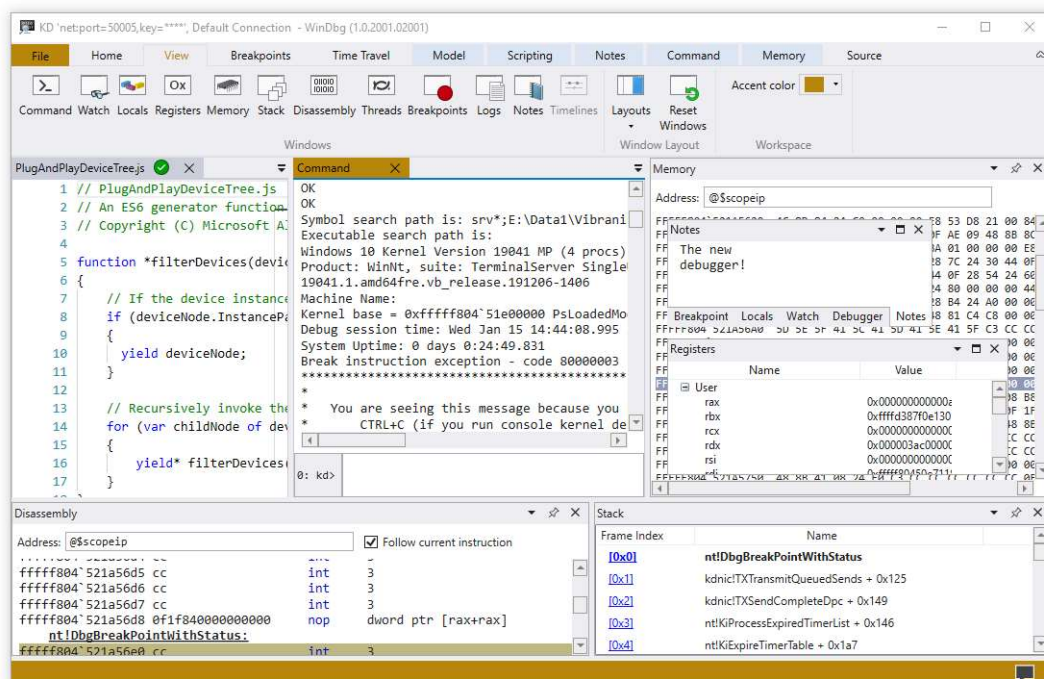 KD 'net:port=50005,key=****', Default Connection - WinDbg (1.0.2001.02001)
File Home View Breakpoints Time Travel Model Scripting Notes Command Memory Source
Command Watch Locals Registers Memory Stack Disassembly Threads Breakpoints Logs Notes Timelines Layouts Reset Windows Accent color
Windows Window Layout Workspace
PlugAndPlayDeviceTree.js
1 // PlugAndPlayDeviceTree.js
2 // An ES6 generator function
3 // Copyright (C) Microsoft
4
5 function *filterDevices(devic
6 {
7 // If the device instance
8 if (deviceNode.InstancePa
9 {
10 yield deviceNode;
11 }
12
13 // Recursively invoke the
14 for (var childNode of dev
15 {
16 yield* filterDevices(
17 }
Command
OK
OK
Symbol search path is: srv*;E:\Data1\Vibrani
Executable search path is:
Windows 10 Kernel Version 19041 MP (4 procs)
Product: WinNt, suite: TerminalServer Single
19041.1.amd64fre.vb_release.191206-1406
Machine Name:
Kernel base = 0xfffff804`51e00000 PsLoadedMo
Debug session time: Wed Jan 15 14:44:08.995
System Uptime: 0 days 0:24:49.831
Break instruction exception - code 80000003
********************************************
*
* You are seeing this message because you
* CTRL+C (if you run console kernel de
0: kd>
Memory
Address: @$scopeip
Notes
The new
debugger!
Breakpoint Locals Watch Debugger Notes
Registers
Name Value
User
rax 0x000000000000
rbx 0xffffd387f0e130
rcx 0x000000000000
rdx 0x000003ac0000
rsi 0x000000000000
Disassembly
Address: @$scopeip Follow current instruction
fffff804`521a56d5 cc int 3
fffff804`521a56d6 cc int 3
fffff804`521a56d7 cc int 3
fffff804`521a56d8 0f1f840000000000 nop dword ptr [rax+rax]
nt!DbgBreakPointWithStatus:
fffff804`521a56e0 cc int 3
Stack
Frame Index Name
[0x0] nt!DbgBreakPointWithStatus
[0x1] kdnic!TXTransmitQueuedSends + 0x125
[0x2] kdnic!TXSendCompleteDpc + 0x149
[0x3] nt!KiProcessExpiredTimerList + 0x146
[0x4] nt!KiExpireTimerTable + 0x1a7